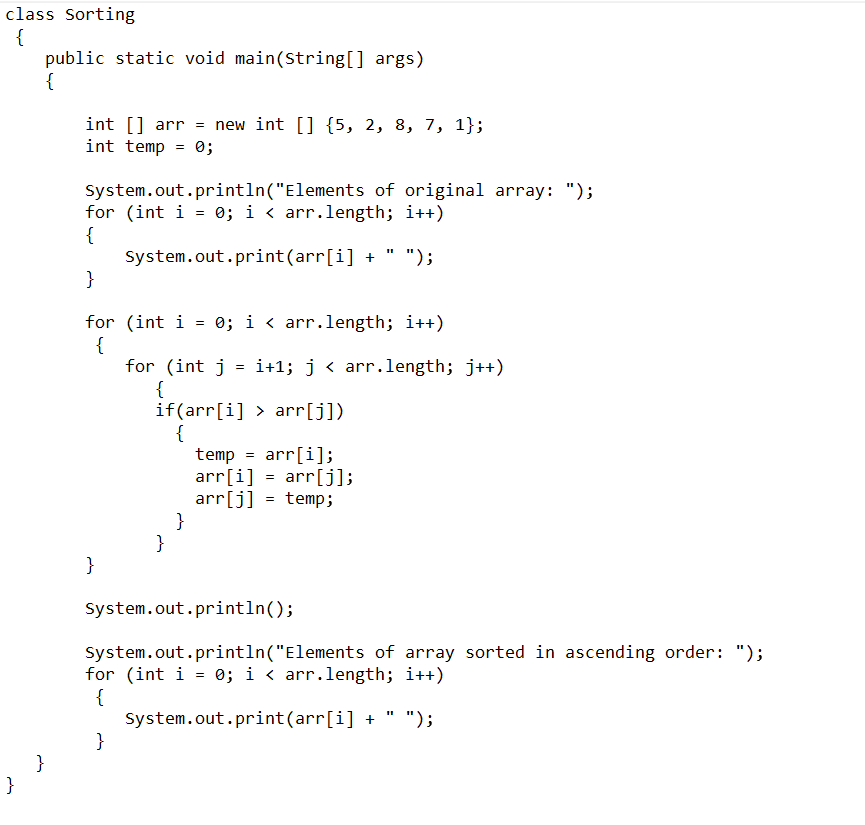 class Sorting
{
public static void main(String[] args)
{
int [] arr = new int [] {5, 2, 8, 7, 1};
int temp = 0;
System.out.println("Elements of original array: ");
for (int i = 0; i < arr.length; i++)
{
System.out.print(arr[i] + " ");
}
for (int i = 0; i < arr.length; i++)
{
for (int j = i+1; j < arr.length; j++)
{
if(arr[i] > arr[j])
{
temp = arr[i];
arr[i] = arr[j];
arr[j] = temp;
}
}
}
System.out.println();
System.out.println("Elements of array sorted in ascending order: ");
for (int i = 0; i < arr.length; i++)
{
System.out.print(arr[i] + " ");
}
}
}